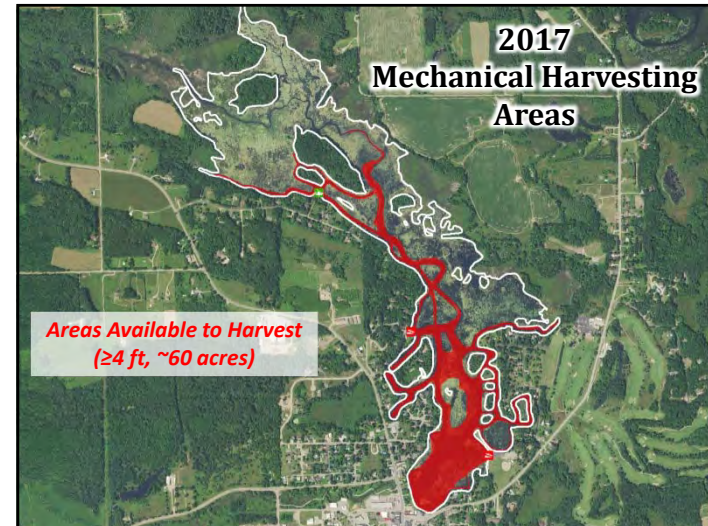 2017
Mechanical Harvesting
Areas
Areas Available to Harvest
(≥4 ft, ~60 acres)